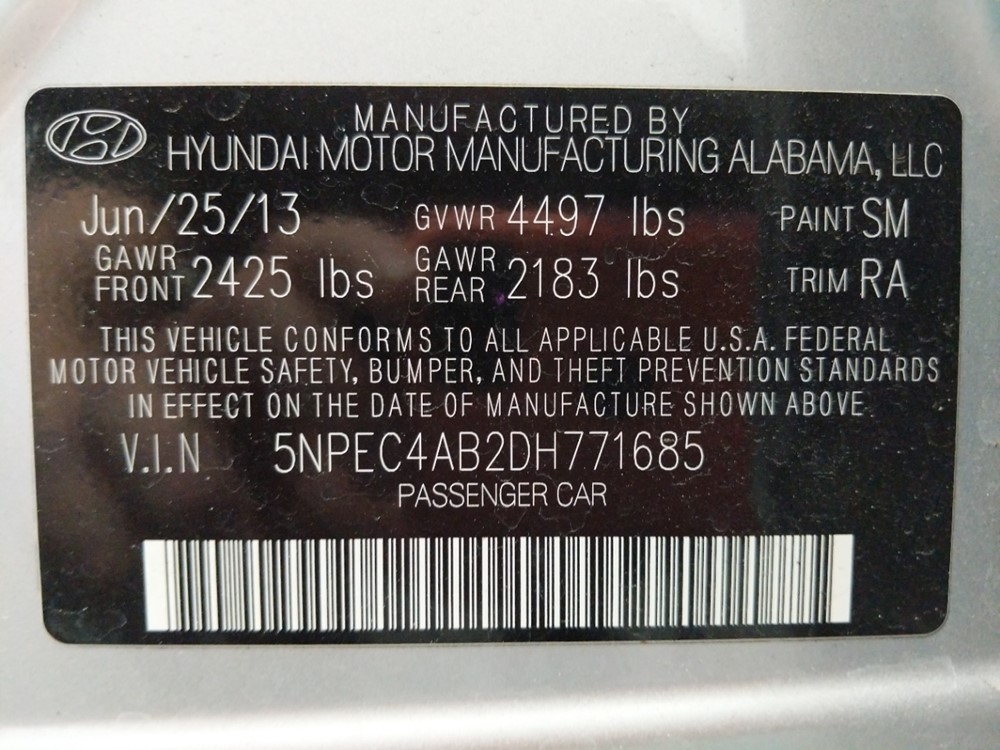 MANUFACTURED BY
HYUNDAI MOTOR MANUFACTURING ALABAMA, LLC
Jun/25/13 GVWR 4497 lbs PAINT SM
GAWR FRONT 2425 lbs GAWR REAR 2183 lbs TRIM RA
THIS VEHICLE CONFORMS TO ALL APPLICABLE U.S.A. FEDERAL
MOTOR VEHICLE SAFETY, BUMPER, AND THEFT PREVENTION STANDARDS
IN EFFECT ON THE DATE OF MANUFACTURE SHOWN ABOVE
V.I.N 5NPEC4AB2DH771685
PASSENGER CAR